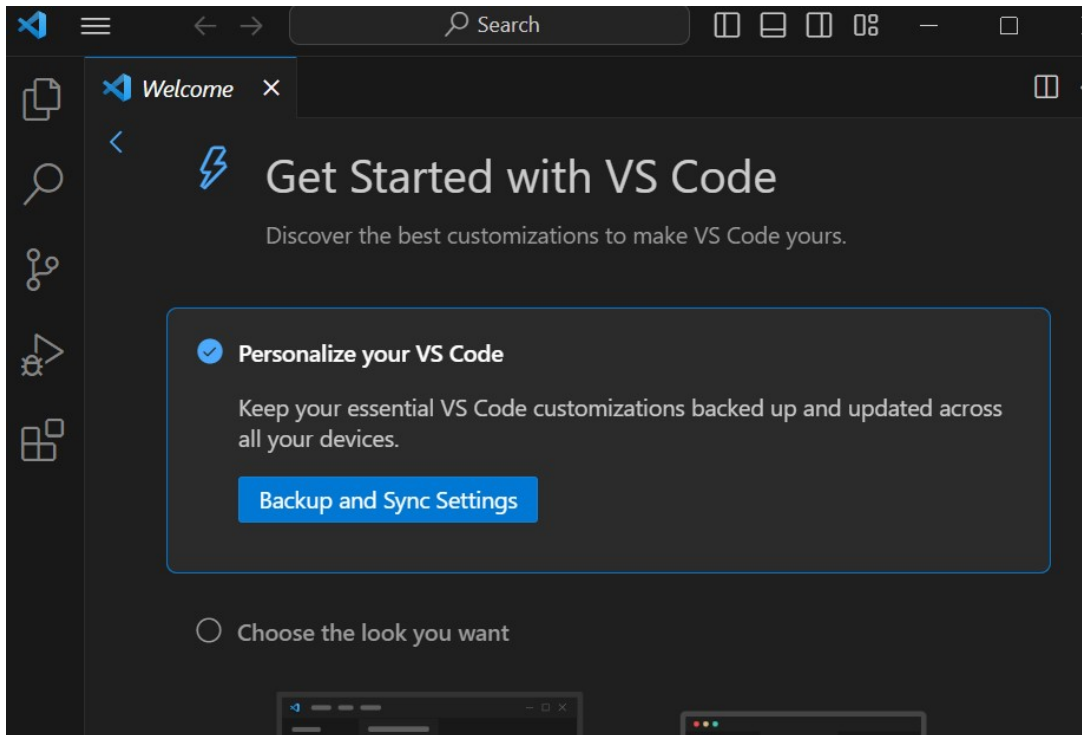 Search
Welcome
Get Started with VS Code
Discover the best customizations to make VS Code yours.
Personalize your VS Code
Keep your essential VS Code customizations backed up and updated across
all your devices.
Backup and Sync Settings
Choose the look you want